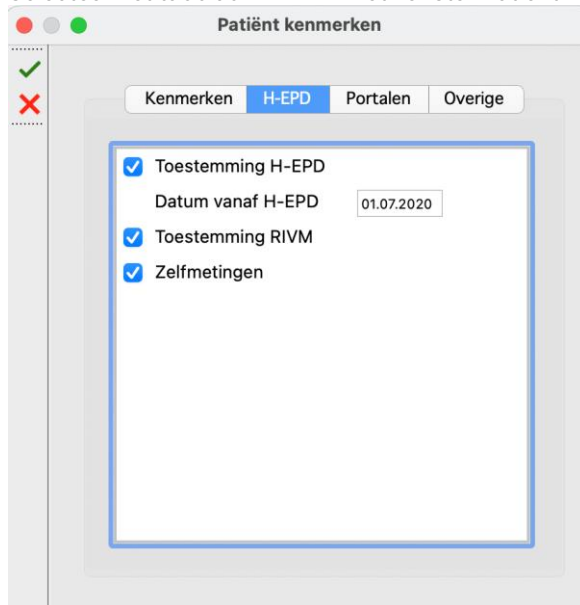 Patiënt kenmerken
Kenmerken H-EPD Portalen Overige
Toestemming H-EPD
Datum vanaf H-EPD 01.07.2020
Toestemming RIVM
Zelfmetingen